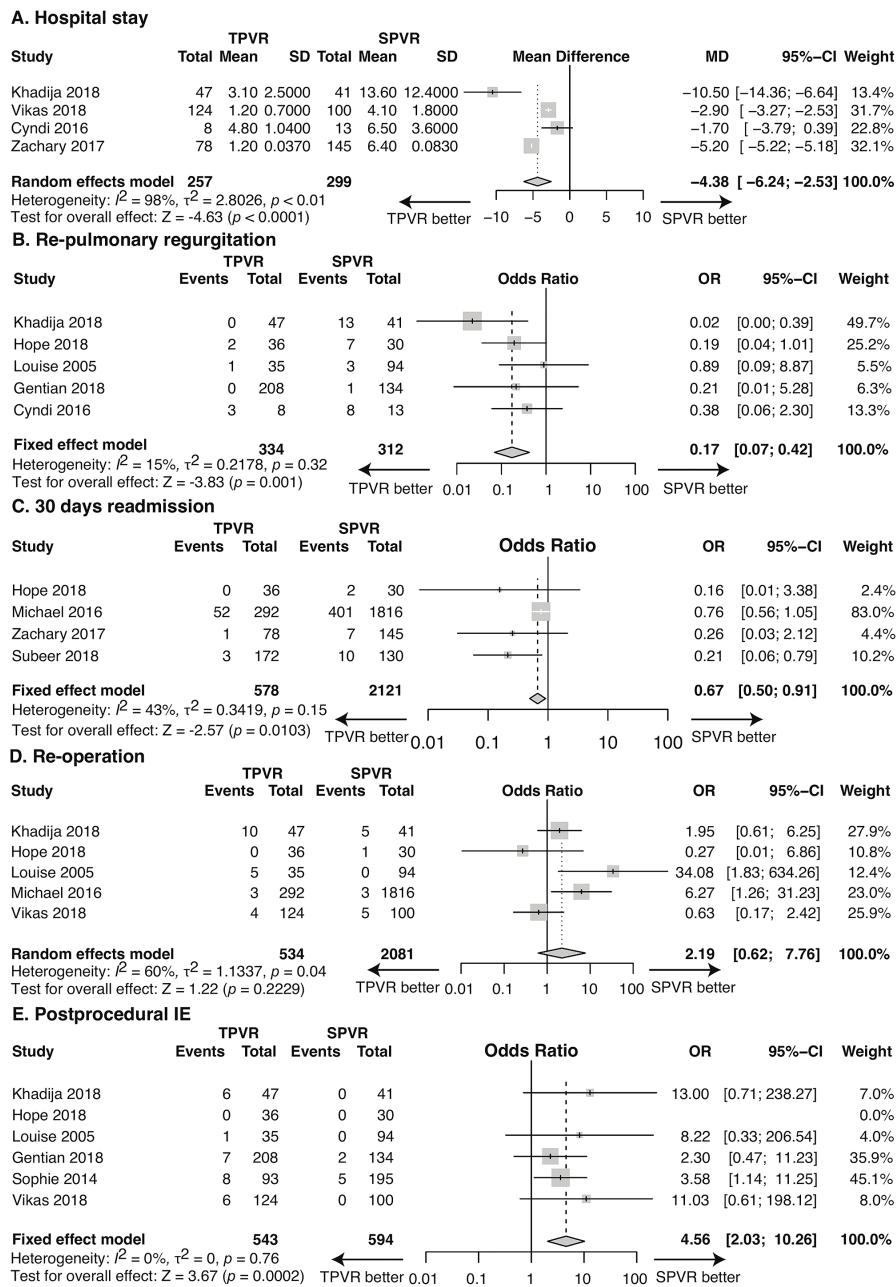 A. Hospital stay
TPVR SPVR
Study Total Mean SD Total Mean SD Mean Difference MD 95%−CI Weight
Khadija 2018 47 3.10 2.5000 41 13.60 12.4000 −10.50 [−14.36; −6.64] 13.4%
Vikas 2018 124 1.20 0.7000 100 4.10 1.8000 −2.90 [−3.27; −2.53] 31.7%
Cyndi 2016 8 4.80 1.0400 13 6.50 3.6000 −1.70 [−3.79; 0.39] 22.8%
Zachary 2017 78 1.20 0.0370 145 6.40 0.0830 −5.20 [−5.22; −5.18] 32.1%
Random effects model 257 299 −4.38 [−6.24; −2.53] 100.0%
Heterogeneity: I² = 98%, τ² = 2.8026, p < 0.01
Test for overall effect: Z = -4.63 (p < 0.0001)
TPVR better −10 −5 0 5 10 SPVR better
B. Re-pulmonary regurgitation
TPVR SPVR
Study Events Total Events Total Odds Ratio OR 95%−CI Weight
Khadija 2018 0 47 13 41 0.02 [0.00; 0.39] 49.7%
Hope 2018 2 36 7 30 0.19 [0.04; 1.01] 25.2%
Louise 2005 1 35 3 94 0.89 [0.09; 8.87] 5.5%
Gentian 2018 0 208 1 134 0.21 [0.01; 5.28] 6.3%
Cyndi 2016 3 8 8 13 0.38 [0.06; 2.30] 13.3%
Fixed effect model 334 312 0.17 [0.07; 0.42] 100.0%
Heterogeneity: I² = 15%, τ² = 0.2178, p = 0.32
Test for overall effect: Z = -3.83 (p = 0.001)
TPVR better 0.01 0.1 1 10 100 SPVR better
C. 30 days readmission
TPVR SPVR
Study Events Total Events Total Odds Ratio OR 95%−CI Weight
Hope 2018 0 36 2 30 0.16 [0.01; 3.38] 2.4%
Michael 2016 52 292 401 1816 0.76 [0.56; 1.05] 83.0%
Zachary 2017 1 78 7 145 0.26 [0.03; 2.12] 4.4%
Subeer 2018 3 172 10 130 0.21 [0.06; 0.79] 10.2%
Fixed effect model 578 2121 0.67 [0.50; 0.91] 100.0%
Heterogeneity: I² = 43%, τ² = 0.3419, p = 0.15
Test for overall effect: Z = -2.57 (p = 0.0103)
TPVR better 0.01 0.1 1 10 100 SPVR better
D. Re-operation
TPVR SPVR
Study Events Total Events Total Odds Ratio OR 95%−CI Weight
Khadija 2018 10 47 5 41 1.95 [0.61; 6.25] 27.9%
Hope 2018 0 36 1 30 0.27 [0.01; 6.86] 10.8%
Louise 2005 5 35 0 94 34.08 [1.83; 634.26] 12.4%
Michael 2016 3 292 3 1816 6.27 [1.26; 31.23] 23.0%
Vikas 2018 4 124 5 100 0.63 [0.17; 2.42] 25.9%
Random effects model 534 2081 2.19 [0.62; 7.76] 100.0%
Heterogeneity: I² = 60%, τ² = 1.1337, p = 0.04
Test for overall effect: Z = 1.22 (p = 0.2229)
TPVR better 0.01 0.1 1 10 100 SPVR better
E. Postprocedural IE
TPVR SPVR
Study Events Total Events Total Odds Ratio OR 95%−CI Weight
Khadija 2018 6 47 0 41 13.00 [0.71; 238.27] 7.0%
Hope 2018 0 36 0 30 0.0%
Louise 2005 1 35 0 94 8.22 [0.33; 206.54] 4.0%
Gentian 2018 7 208 2 134 2.30 [0.47; 11.23] 35.9%
Sophie 2014 8 93 5 195 3.58 [1.14; 11.25] 45.1%
Vikas 2018 6 124 0 100 11.03 [0.61; 198.12] 8.0%
Fixed effect model 543 594 4.56 [2.03; 10.26] 100.0%
Heterogeneity: I² = 0%, τ² = 0, p = 0.76
Test for overall effect: Z = 3.67 (p = 0.0002)
TPVR better 0.01 0.1 1 10 100 SPVR better